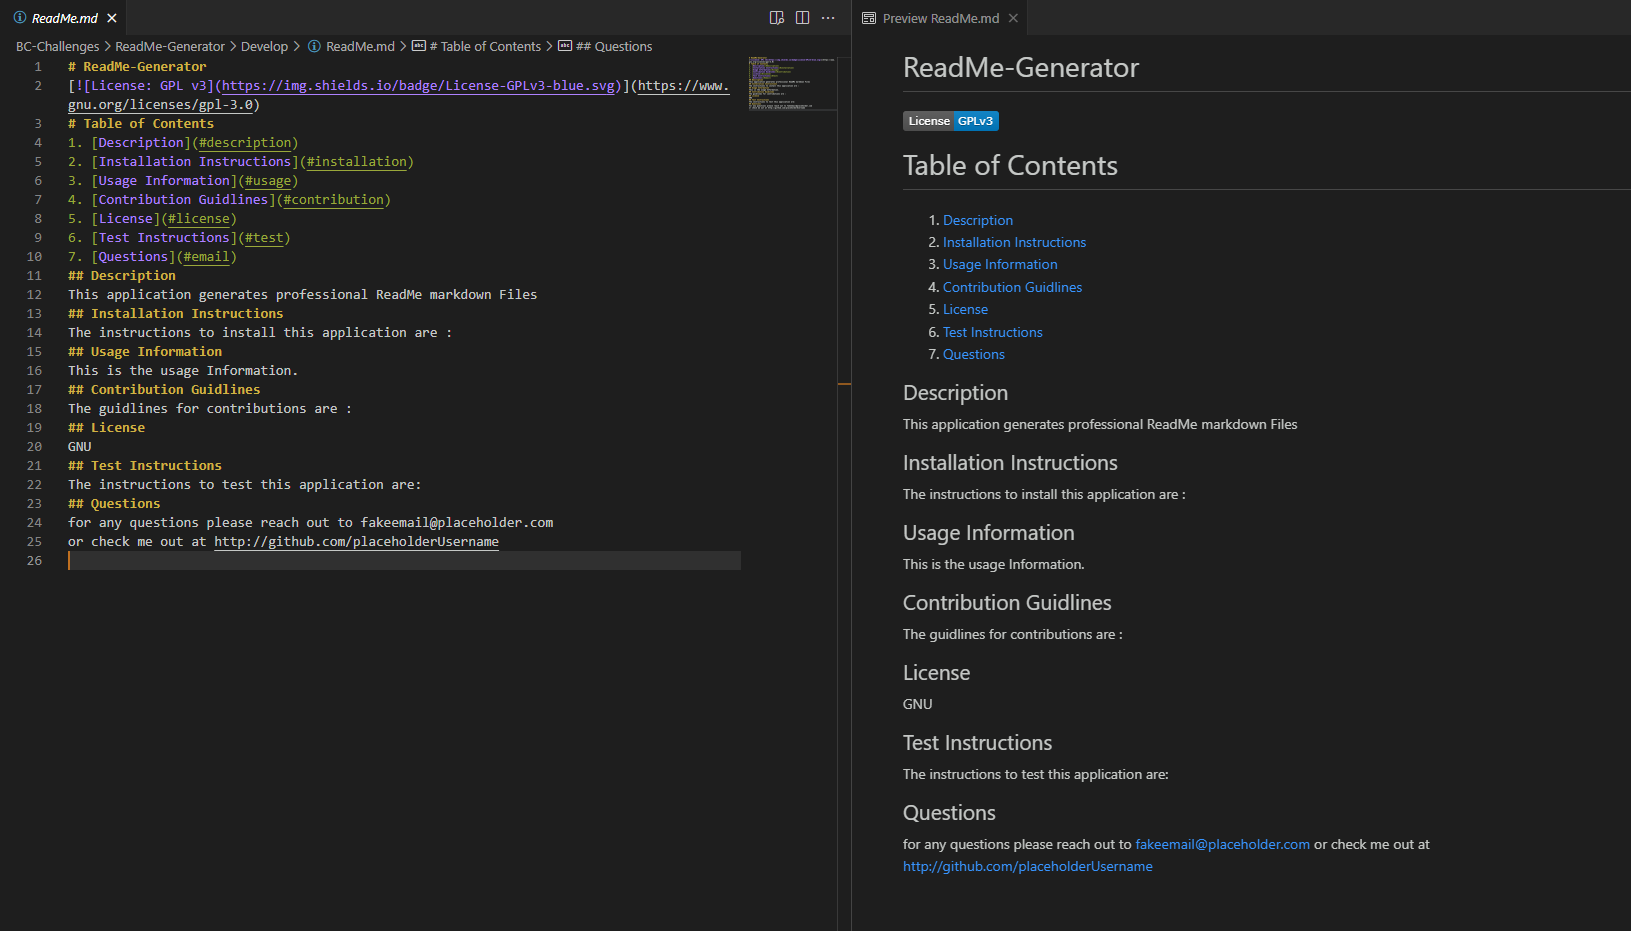 ReadMe.md
BC-Challenges > ReadMe-Generator > Develop > ReadMe.md > # Table of Contents > ## Questions
1 # ReadMe-Generator
2 [![License: GPL v3](https://img.shields.io/badge/License-GPLv3-blue.svg)](https://www.
gnu.org/licenses/gpl-3.0)
3 # Table of Contents
4 1. [Description](#description)
5 2. [Installation Instructions](#installation)
6 3. [Usage Information](#usage)
7 4. [Contribution Guidlines](#contribution)
8 5. [License](#license)
9 6. [Test Instructions](#test)
10 7. [Questions](#email)
11 ## Description
12 This application generates professional ReadMe markdown Files
13 ## Installation Instructions
14 The instructions to install this application are :
15 ## Usage Information
16 This is the usage Information.
17 ## Contribution Guidlines
18 The guidlines for contributions are :
19 ## License
20 GNU
21 ## Test Instructions
22 The instructions to test this application are:
23 ## Questions
24 for any questions please reach out to fakeemail@placeholder.com
25 or check me out at http://github.com/placeholderUsername
26
Preview ReadMe.md
ReadMe-Generator
License GPLv3
Table of Contents
1. Description
2. Installation Instructions
3. Usage Information
4. Contribution Guidlines
5. License
6. Test Instructions
7. Questions
Description
This application generates professional ReadMe markdown Files
Installation Instructions
The instructions to install this application are :
Usage Information
This is the usage Information.
Contribution Guidlines
The guidlines for contributions are :
License
GNU
Test Instructions
The instructions to test this application are:
Questions
for any questions please reach out to fakeemail@placeholder.com or check me out at
http://github.com/placeholderUsername